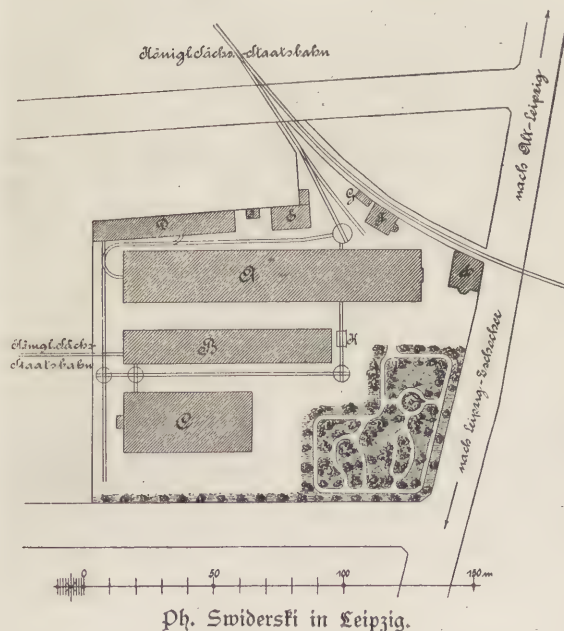 Königl. Sächs. Staatsbahn
nach Alt-Leipzig
D
E
G
A
Königl. Sächs.
Staatsbahn
B
K
C
nach Leipzig-
0 50 100 150 m
Ph. Swiderski in Leipzig.